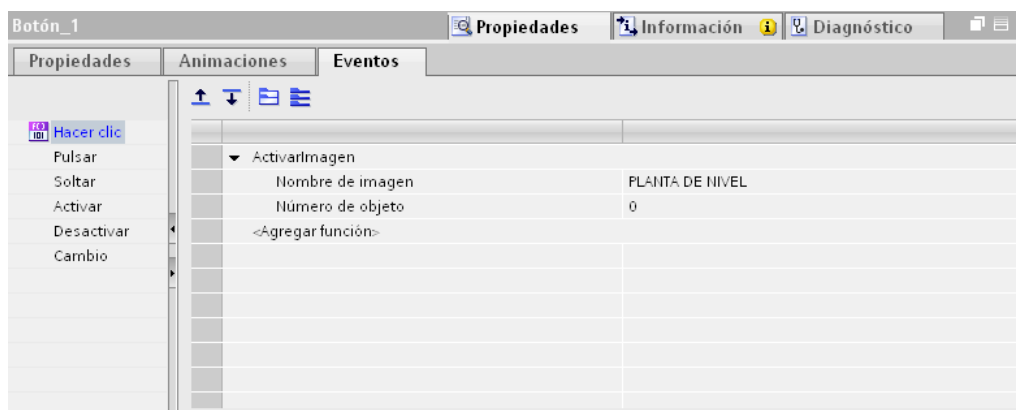 Botón_1 Propiedades Información Diagnóstico
Propiedades Animaciones Eventos
Hacer clic
Pulsar ActivarImagen
Soltar Nombre de imagen PLANTA DE NIVEL
Activar Número de objeto 0
Desactivar <Agregar función>
Cambio